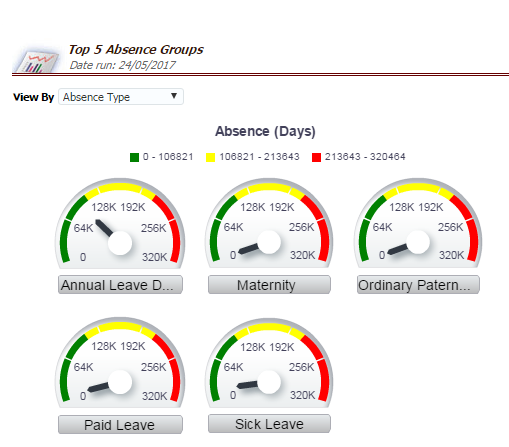 Top 5 Absence Groups
Date run: 24/05/2017
View By Absence Type
Absence (Days)
0 - 106821 106821 - 213643 213643 - 320464
128K 192K 128K 192K 128K 192K
64K 256K 64K 256K 64K 256K
0 320K 0 320K 0 320K
Annual Leave D... Maternity Ordinary Patern...
128K 192K 128K 192K
64K 256K 64K 256K
0 320K 0 320K
Paid Leave Sick Leave